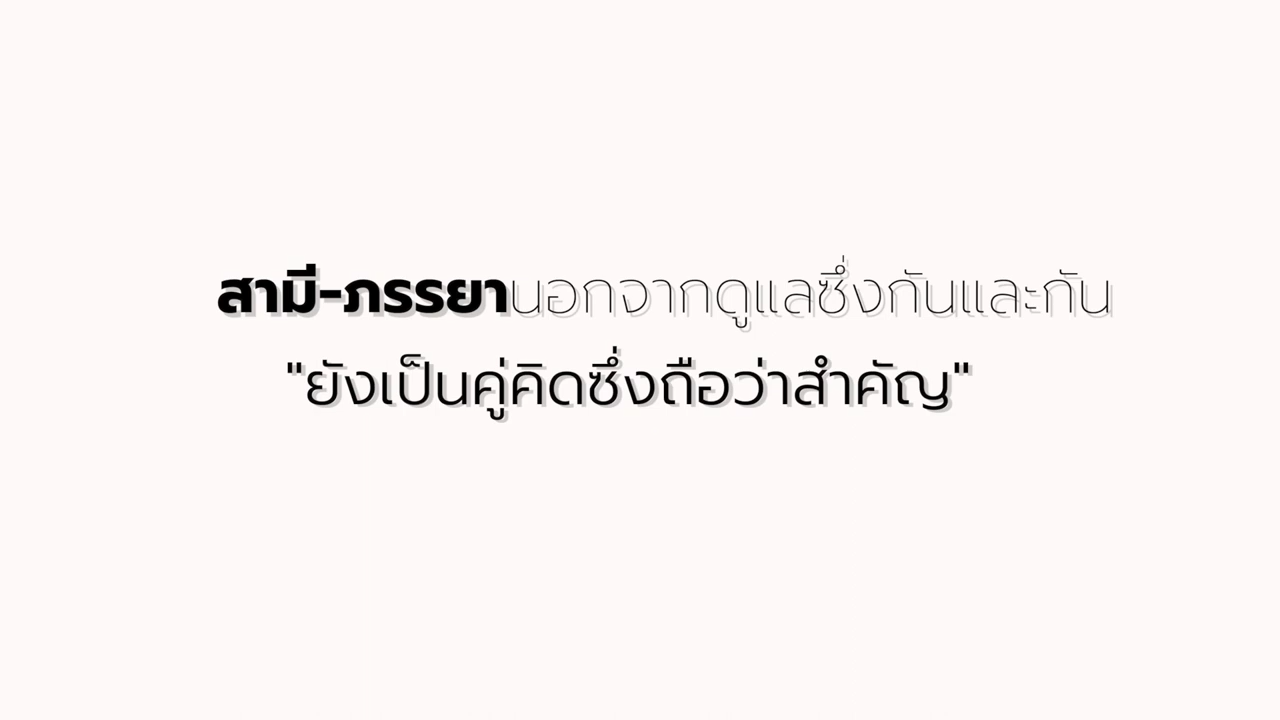 สามี-ภรรยานอกจากดูแลซึ่งกันและกัน
"ยังเป็นคู่คิดซึ่งถือว่าสำคัญ"